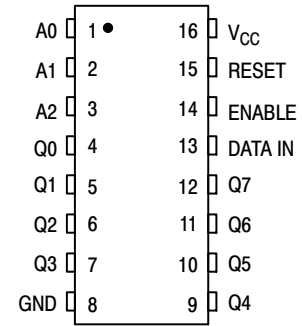 A0 1 16 VCC
A1 2 15 RESET
A2 3 14 ENABLE
Q0 4 13 DATA IN
Q1 5 12 Q7
Q2 6 11 Q6
Q3 7 10 Q5
GND 8 9 Q4